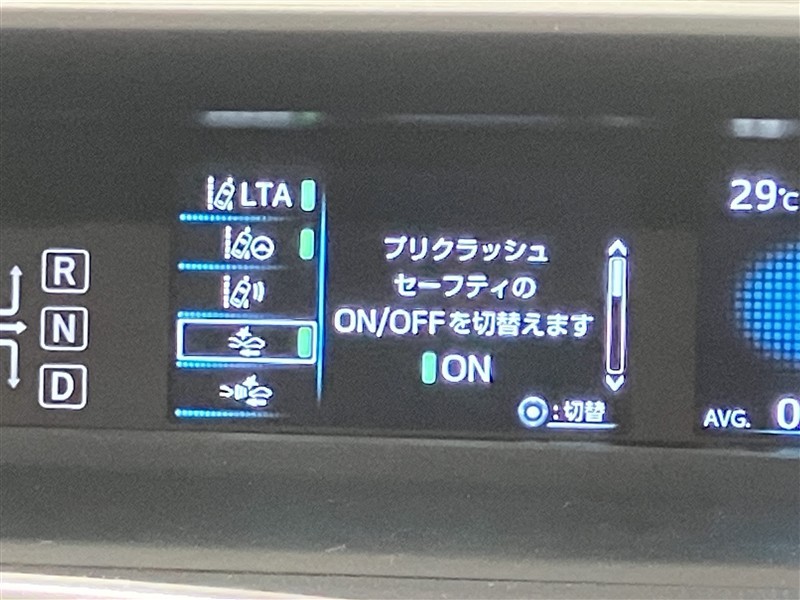 LTA
プリクラッシュ
セーフティの
ON/OFFを切替えます
ON
:切替
R
N
D
29℃
AVG. 0